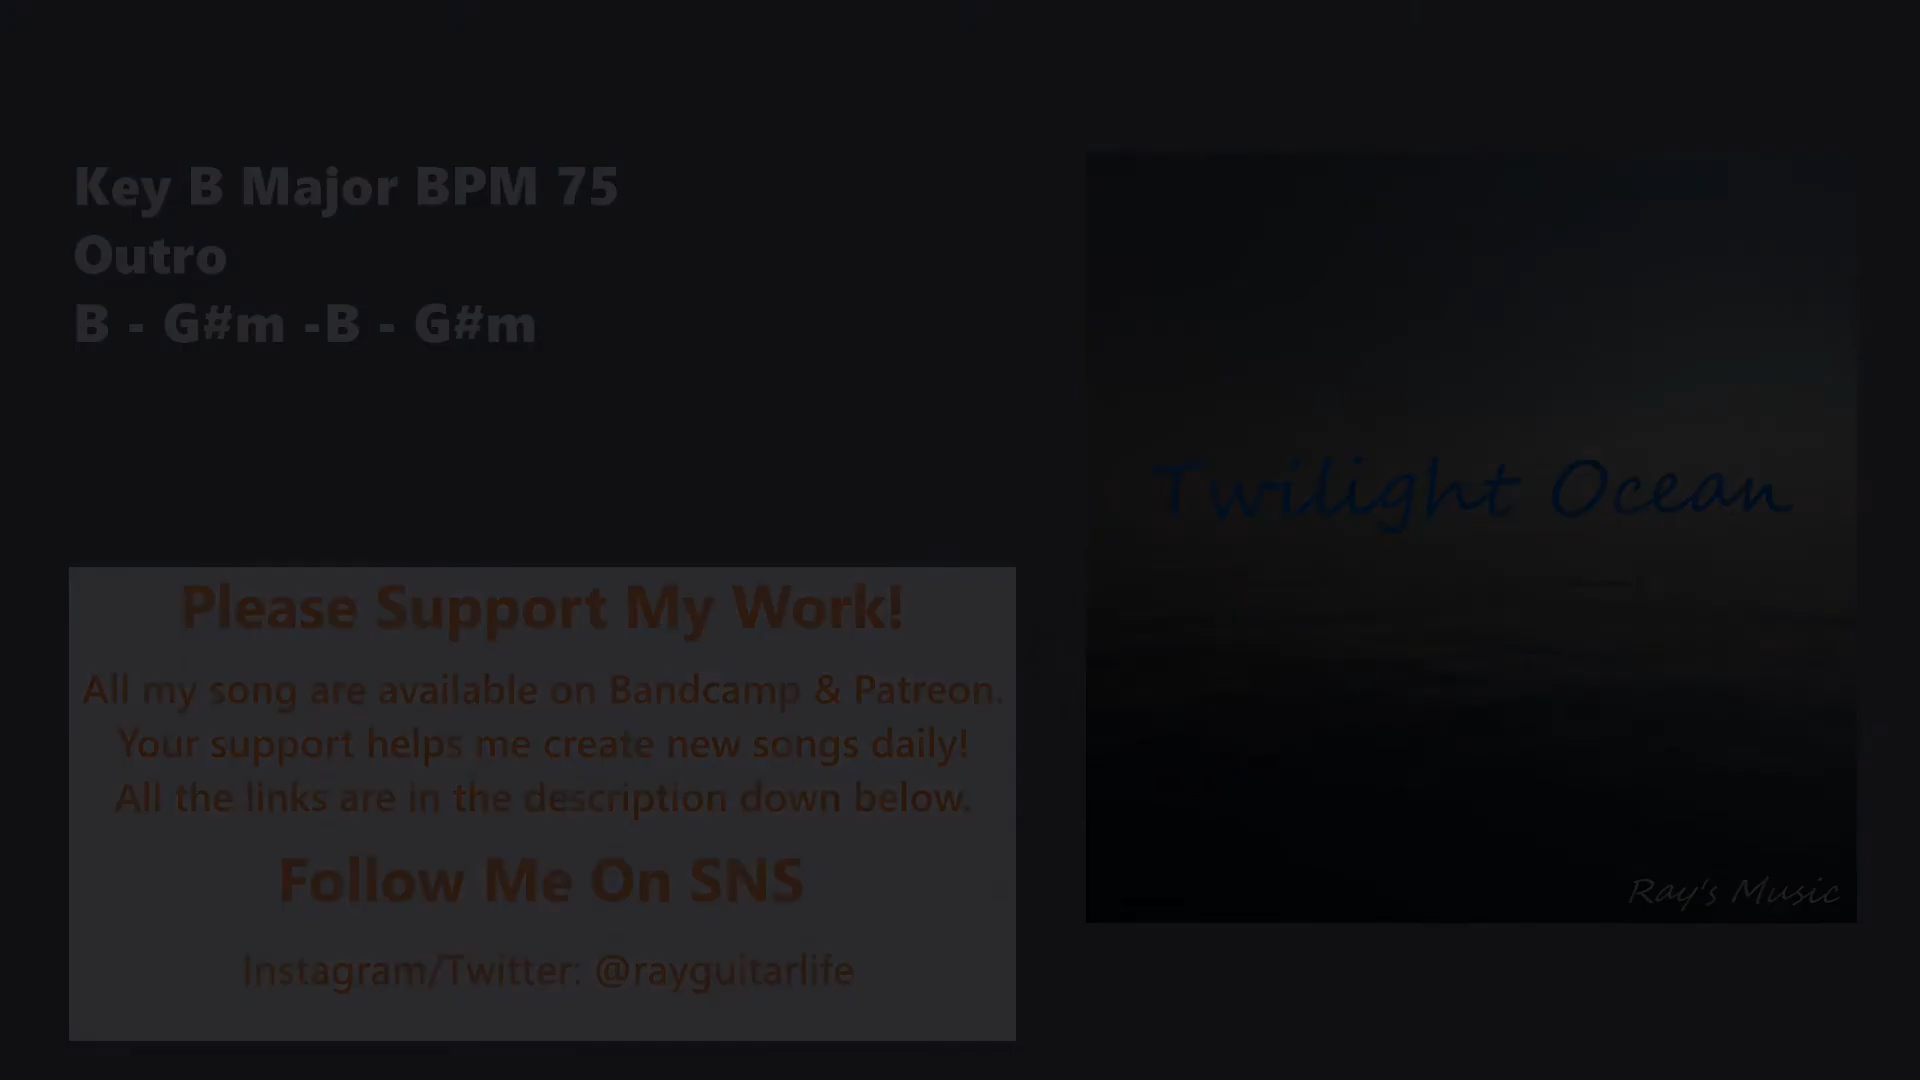 Key B Major BPM 75
Outro
B - G#m -B - G#m
Please Support My Work!
All my song are available on Bandcamp & Patreon.
Your support helps me create new songs daily!
All the links are in the description down below.
Follow Me On SNS
Instagram/Twitter: @rayguitarlife
Twilight Ocean
Ray's Music